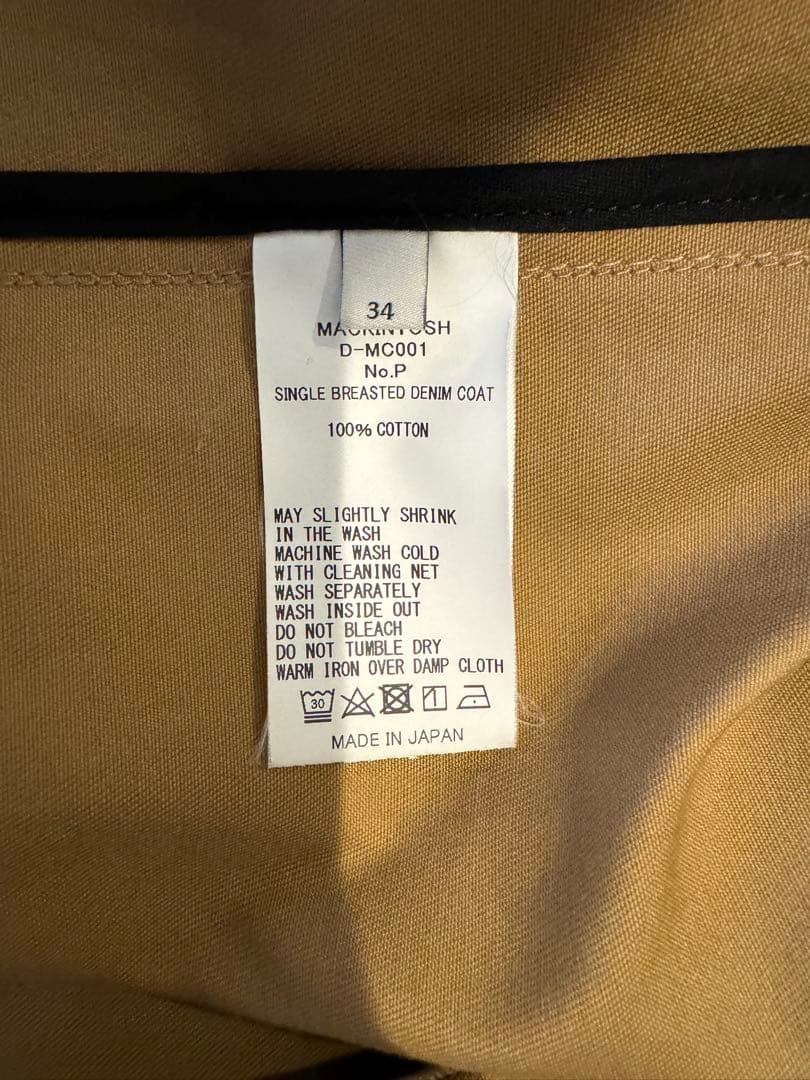 34
MACKINTOSH
D-MC001
No.P
SINGLE BREASTED DENIM COAT
100% COTTON
MAY SLIGHTLY SHRINK
IN THE WASH
MACHINE WASH COLD
WITH CLEANING NET
WASH SEPARATELY
WASH INSIDE OUT
DO NOT BLEACH
DO NOT TUMBLE DRY
WARM IRON OVER DAMP CLOTH
30
MADE IN JAPAN